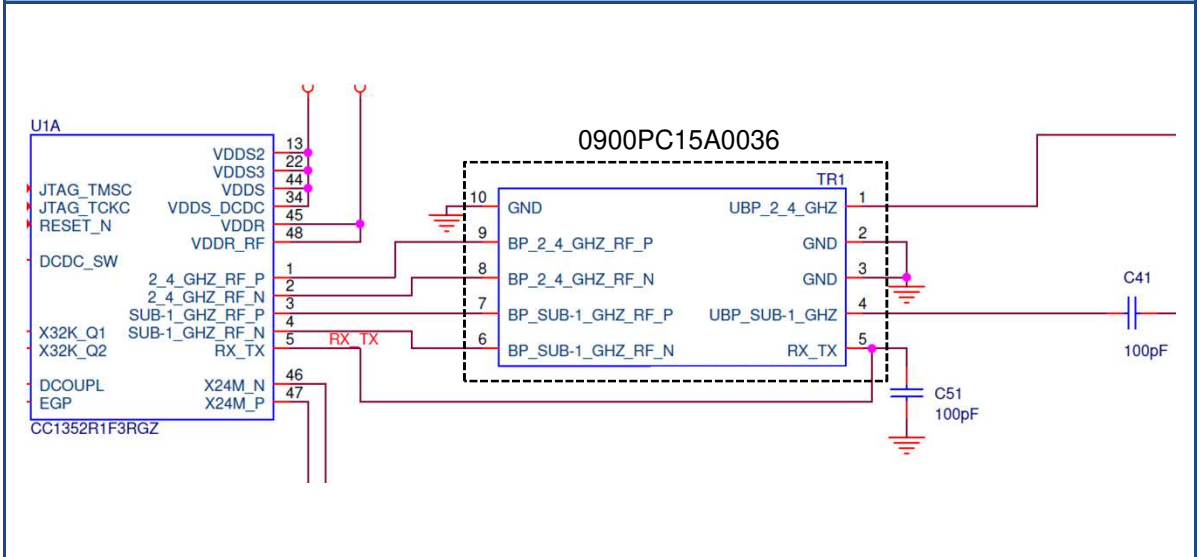 0900PC15A0036
U1A
JTAG_TMSC
JTAG_TCKC
RESET_N
DCDC_SW
X32K_Q1
X32K_Q2
DCOUPL
EGP
VDDS2 13
VDDS3 22
VDDS 44
VDDS_DCDC 34
VDDR 45
VDDR_RF 48
2_4_GHZ_RF_P 1
2_4_GHZ_RF_N 2
SUB-1_GHZ_RF_P 3
SUB-1_GHZ_RF_N 4
RX_TX 5
X24M_N 46
X24M_P 47
CC1352R1F3RGZ
RX_TX
TR1
10 GND
9 BP_2_4_GHZ_RF_P
8 BP_2_4_GHZ_RF_N
7 BP_SUB-1_GHZ_RF_P
6 BP_SUB-1_GHZ_RF_N
UBP_2_4_GHZ 1
GND 2
GND 3
UBP_SUB-1_GHZ 4
RX_TX 5
C41
100pF
C51
100pF